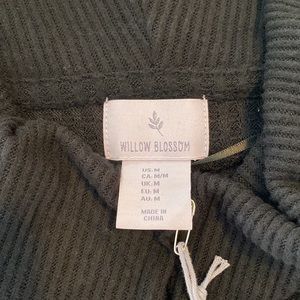 WILLOW BLOSSOM
US: M
CA: M/M
UK: M
EU: M
AU: M
MADE IN
CHINA